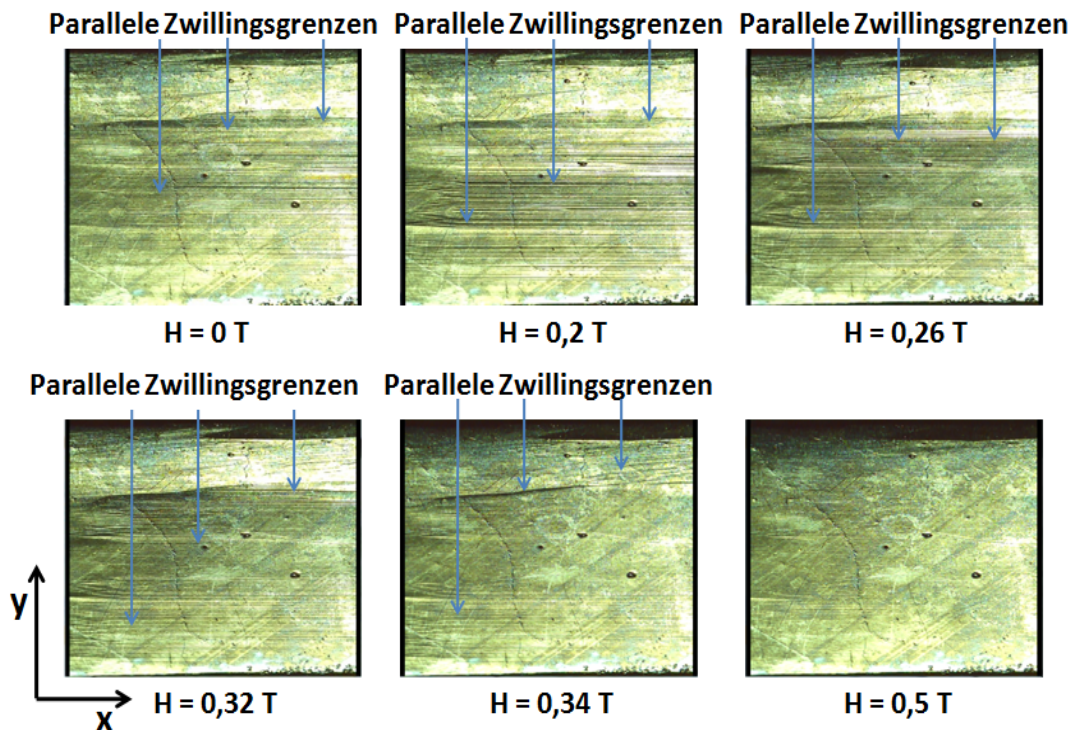 Parallele Zwillingsgrenzen Parallele Zwillingsgrenzen Parallele Zwillingsgrenzen
H = 0 T H = 0,2 T H = 0,26 T
Parallele Zwillingsgrenzen Parallele Zwillingsgrenzen
y
x H = 0,32 T H = 0,34 T H = 0,5 T